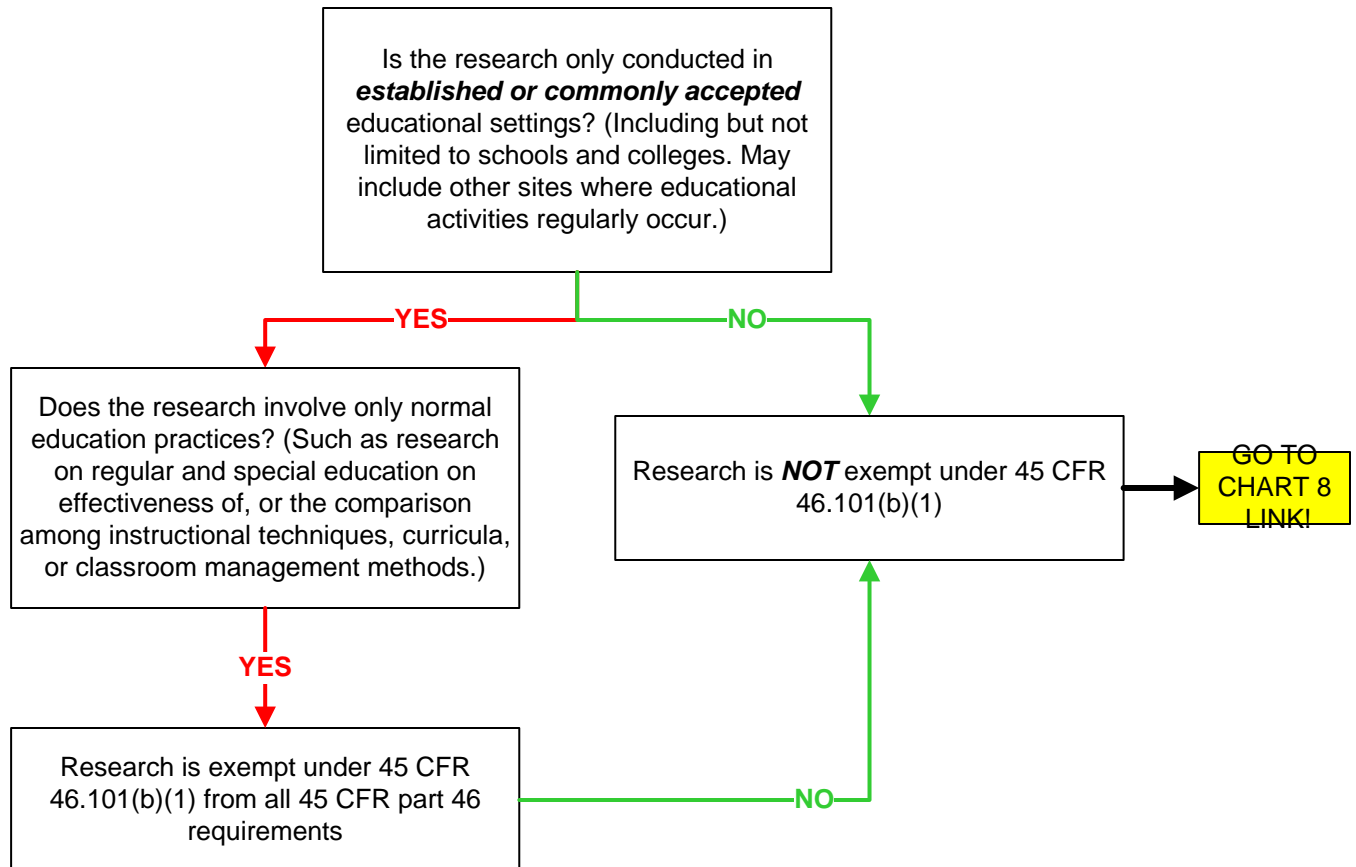 Is the research only conducted in
established or commonly accepted
educational settings? (Including but not
limited to schools and colleges. May
include other sites where educational
activities regularly occur.)
YES
NO
Does the research involve only normal
education practices? (Such as research
on regular and special education on
effectiveness of, or the comparison
among instructional techniques, curricula,
or classroom management methods.)
Research is NOT exempt under 45 CFR
46.101(b)(1)
GO TO
CHART 8
LINK!
YES
Research is exempt under 45 CFR
46.101(b)(1) from all 45 CFR part 46
requirements
NO